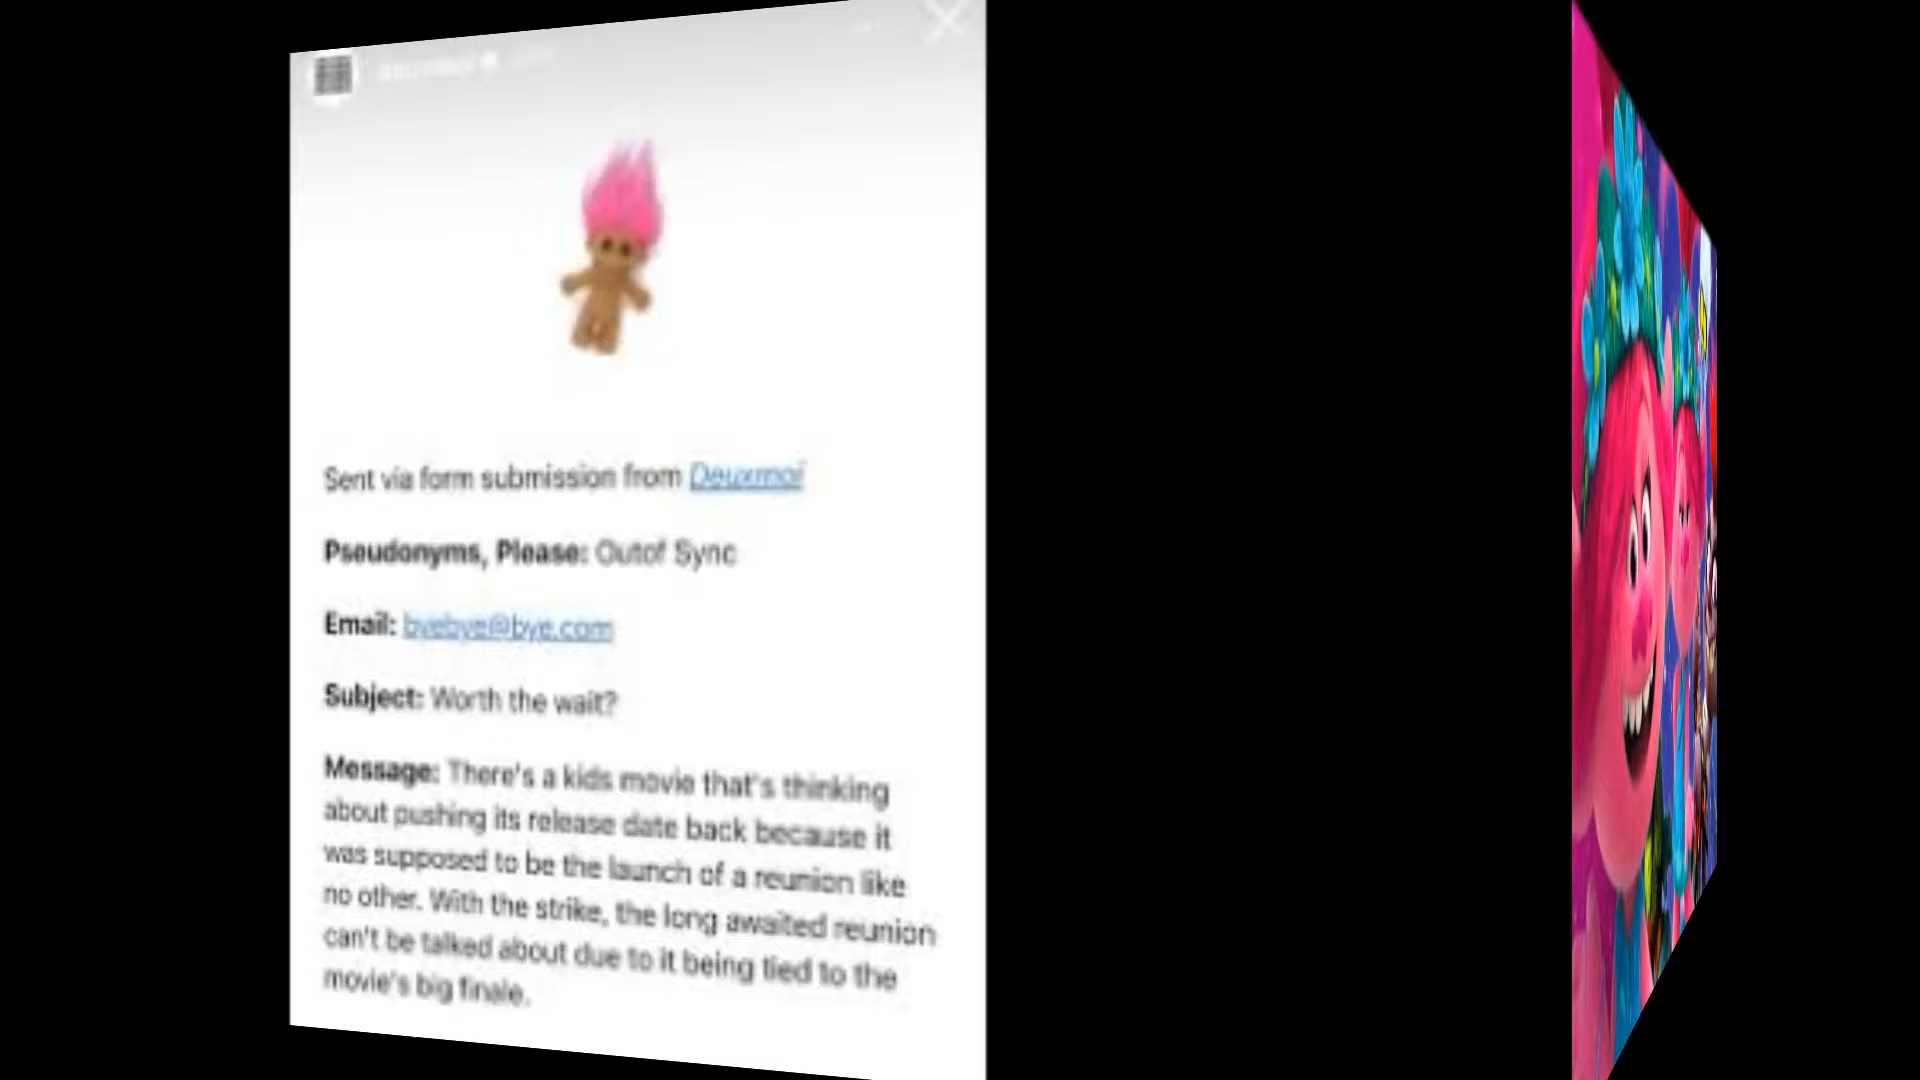 Sent via form submission from Deuxmoi
Pseudonyms, Please: Outof Sync
Email: byebye@bye.com
Subject: Worth the wait?
Message: There's a kids movie that's thinking
about pushing its release date back because it
was supposed to be the launch of a reunion like
no other. With the strike, the long awaited reunion
can't be talked about due to it being tied to the
movie's big finale.